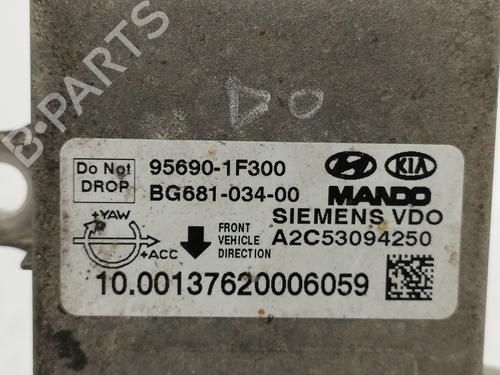 B-PARTS
DO
Do Not
DROP
95690-1F300
HYUNDAI KIA
BG681-034-00
MANDO
+YAW
+ACC
FRONT
VEHICLE
DIRECTION
SIEMENS VDO
A2C53094250
10.00137620006059